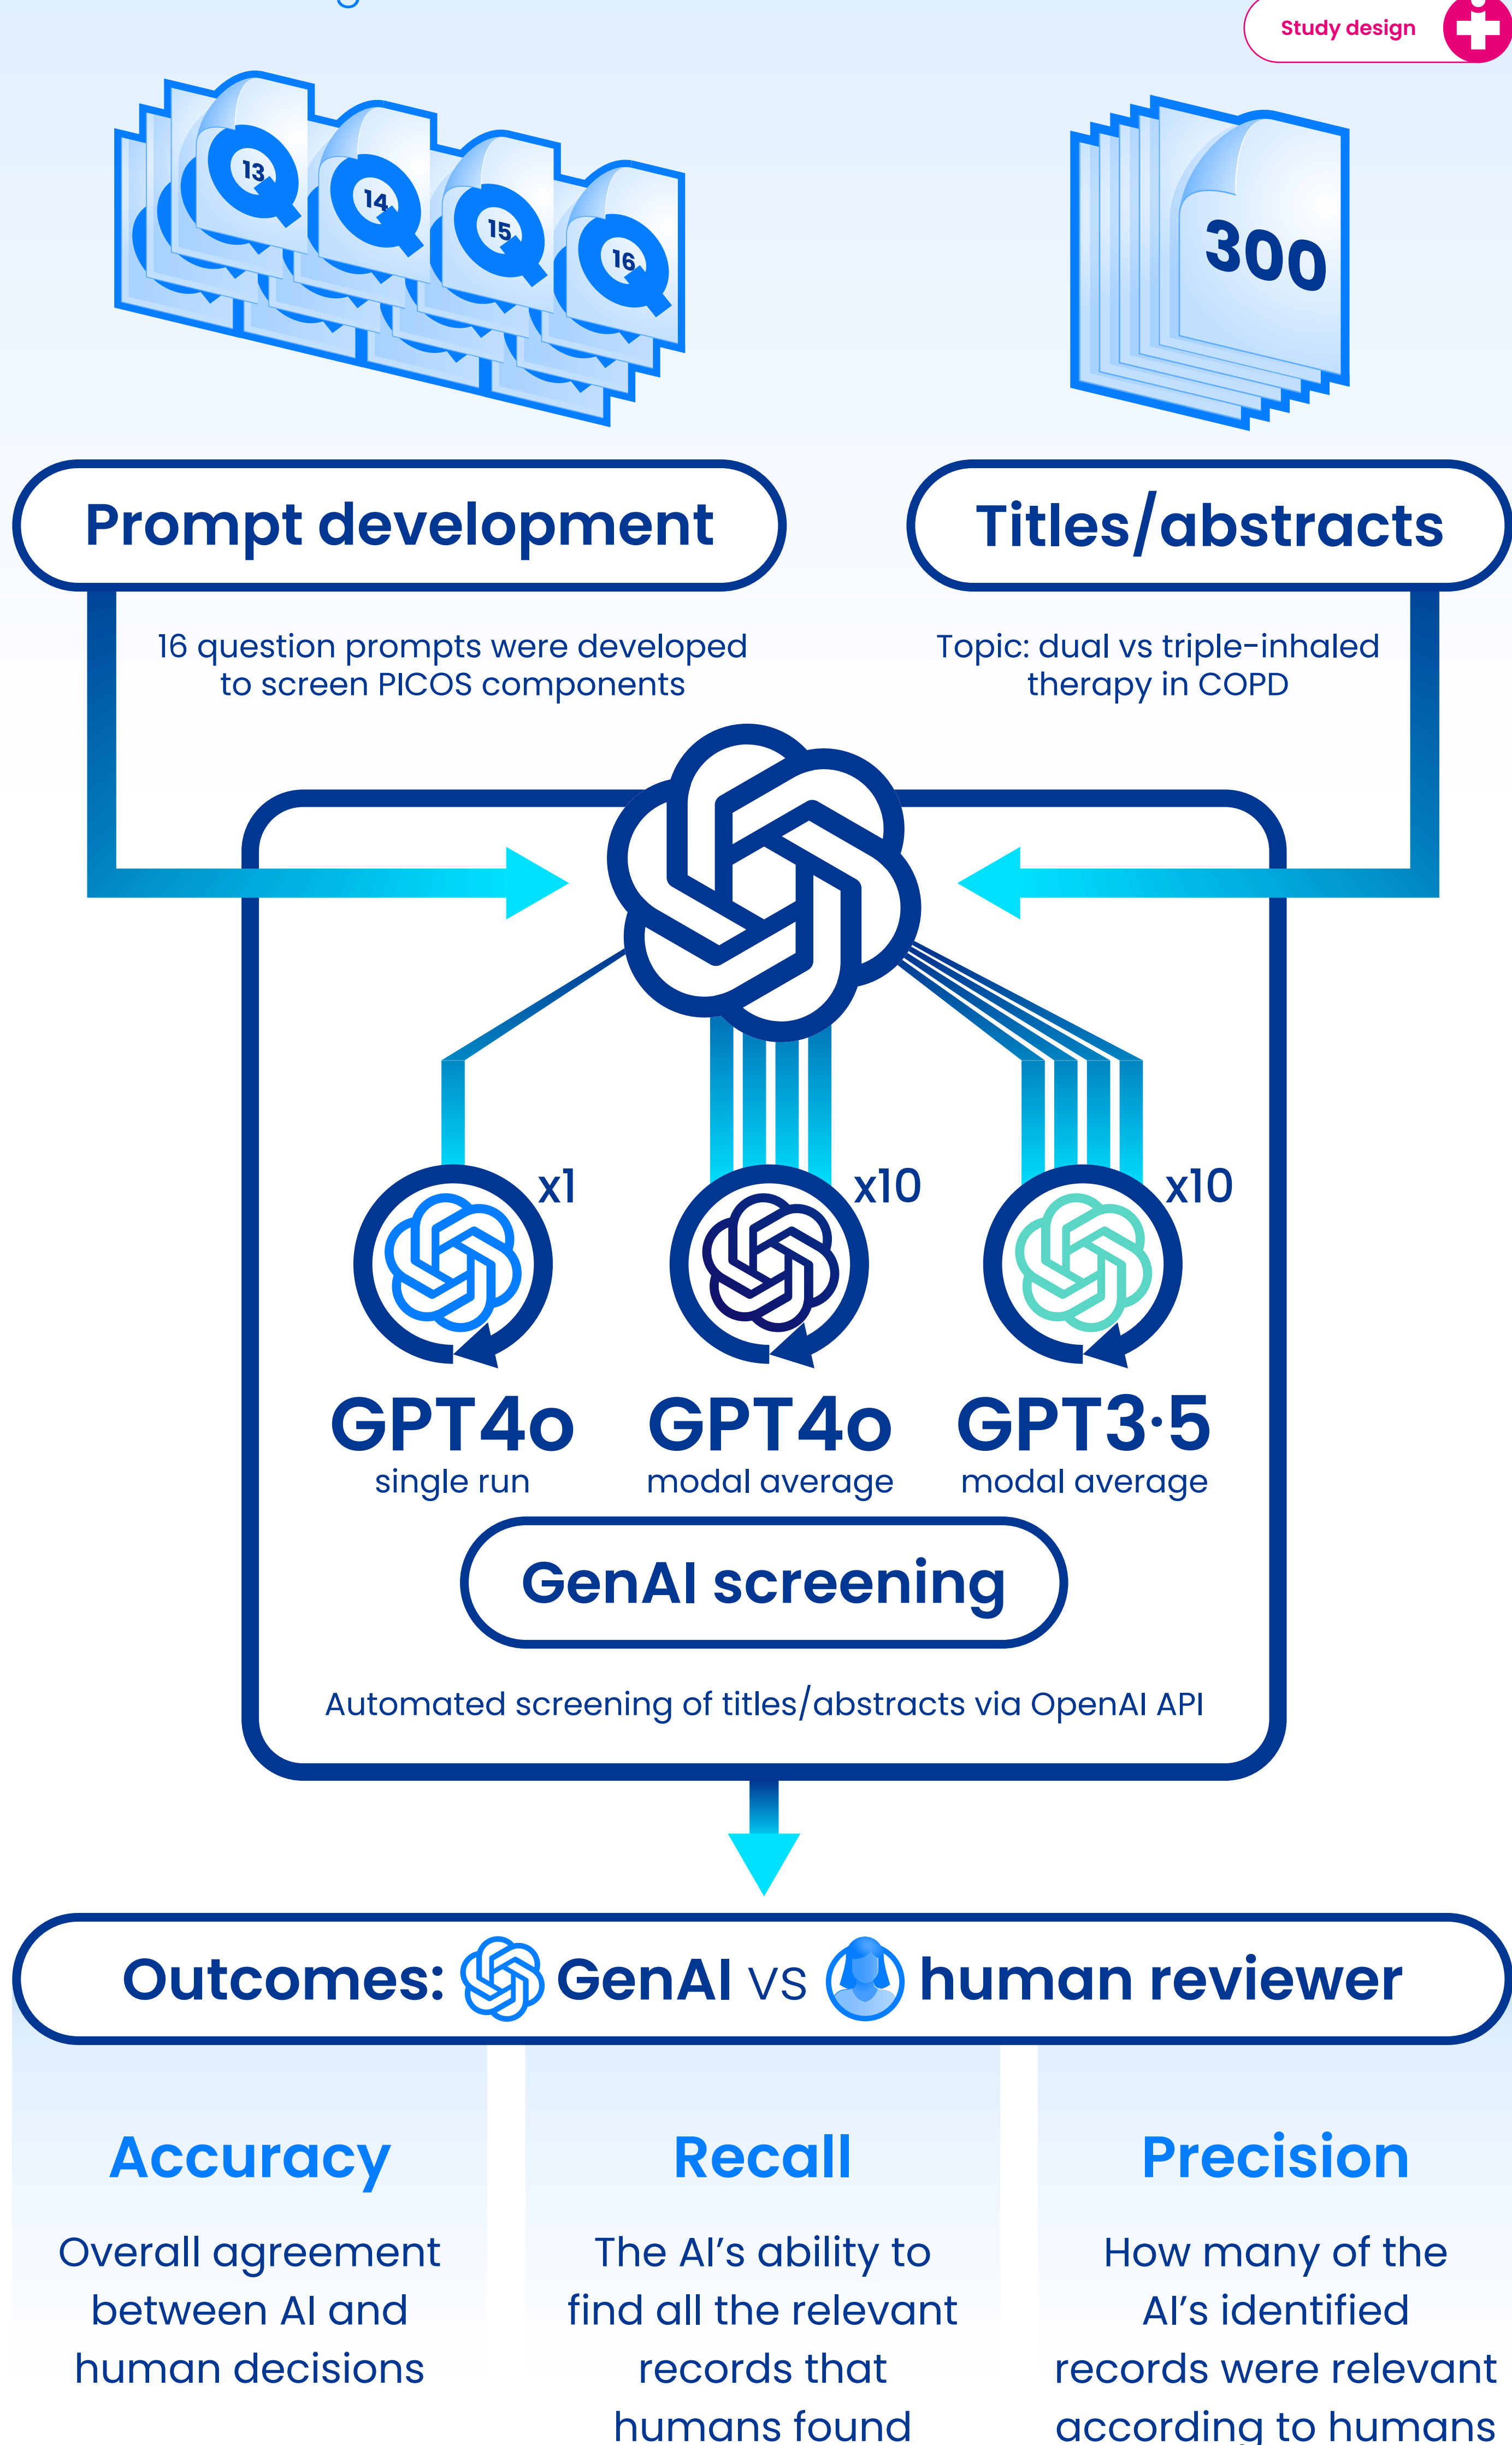 Study design
13
14
15
16
300
Prompt development
Titles/abstracts
16 question prompts were developed
to screen PICOS components
Topic: dual vs triple-inhaled
therapy in COPD
x1
x10
x10
GPT4o
single run
GPT4o
modal average
GPT3·5
modal average
GenAI screening
Automated screening of titles/abstracts via OpenAI API
Outcomes: GenAI vs human reviewer
Accuracy
Overall agreement
between AI and
human decisions
Recall
The AI’s ability to
find all the relevant
records that
humans found
Precision
How many of the
AI’s identified
records were relevant
according to humans